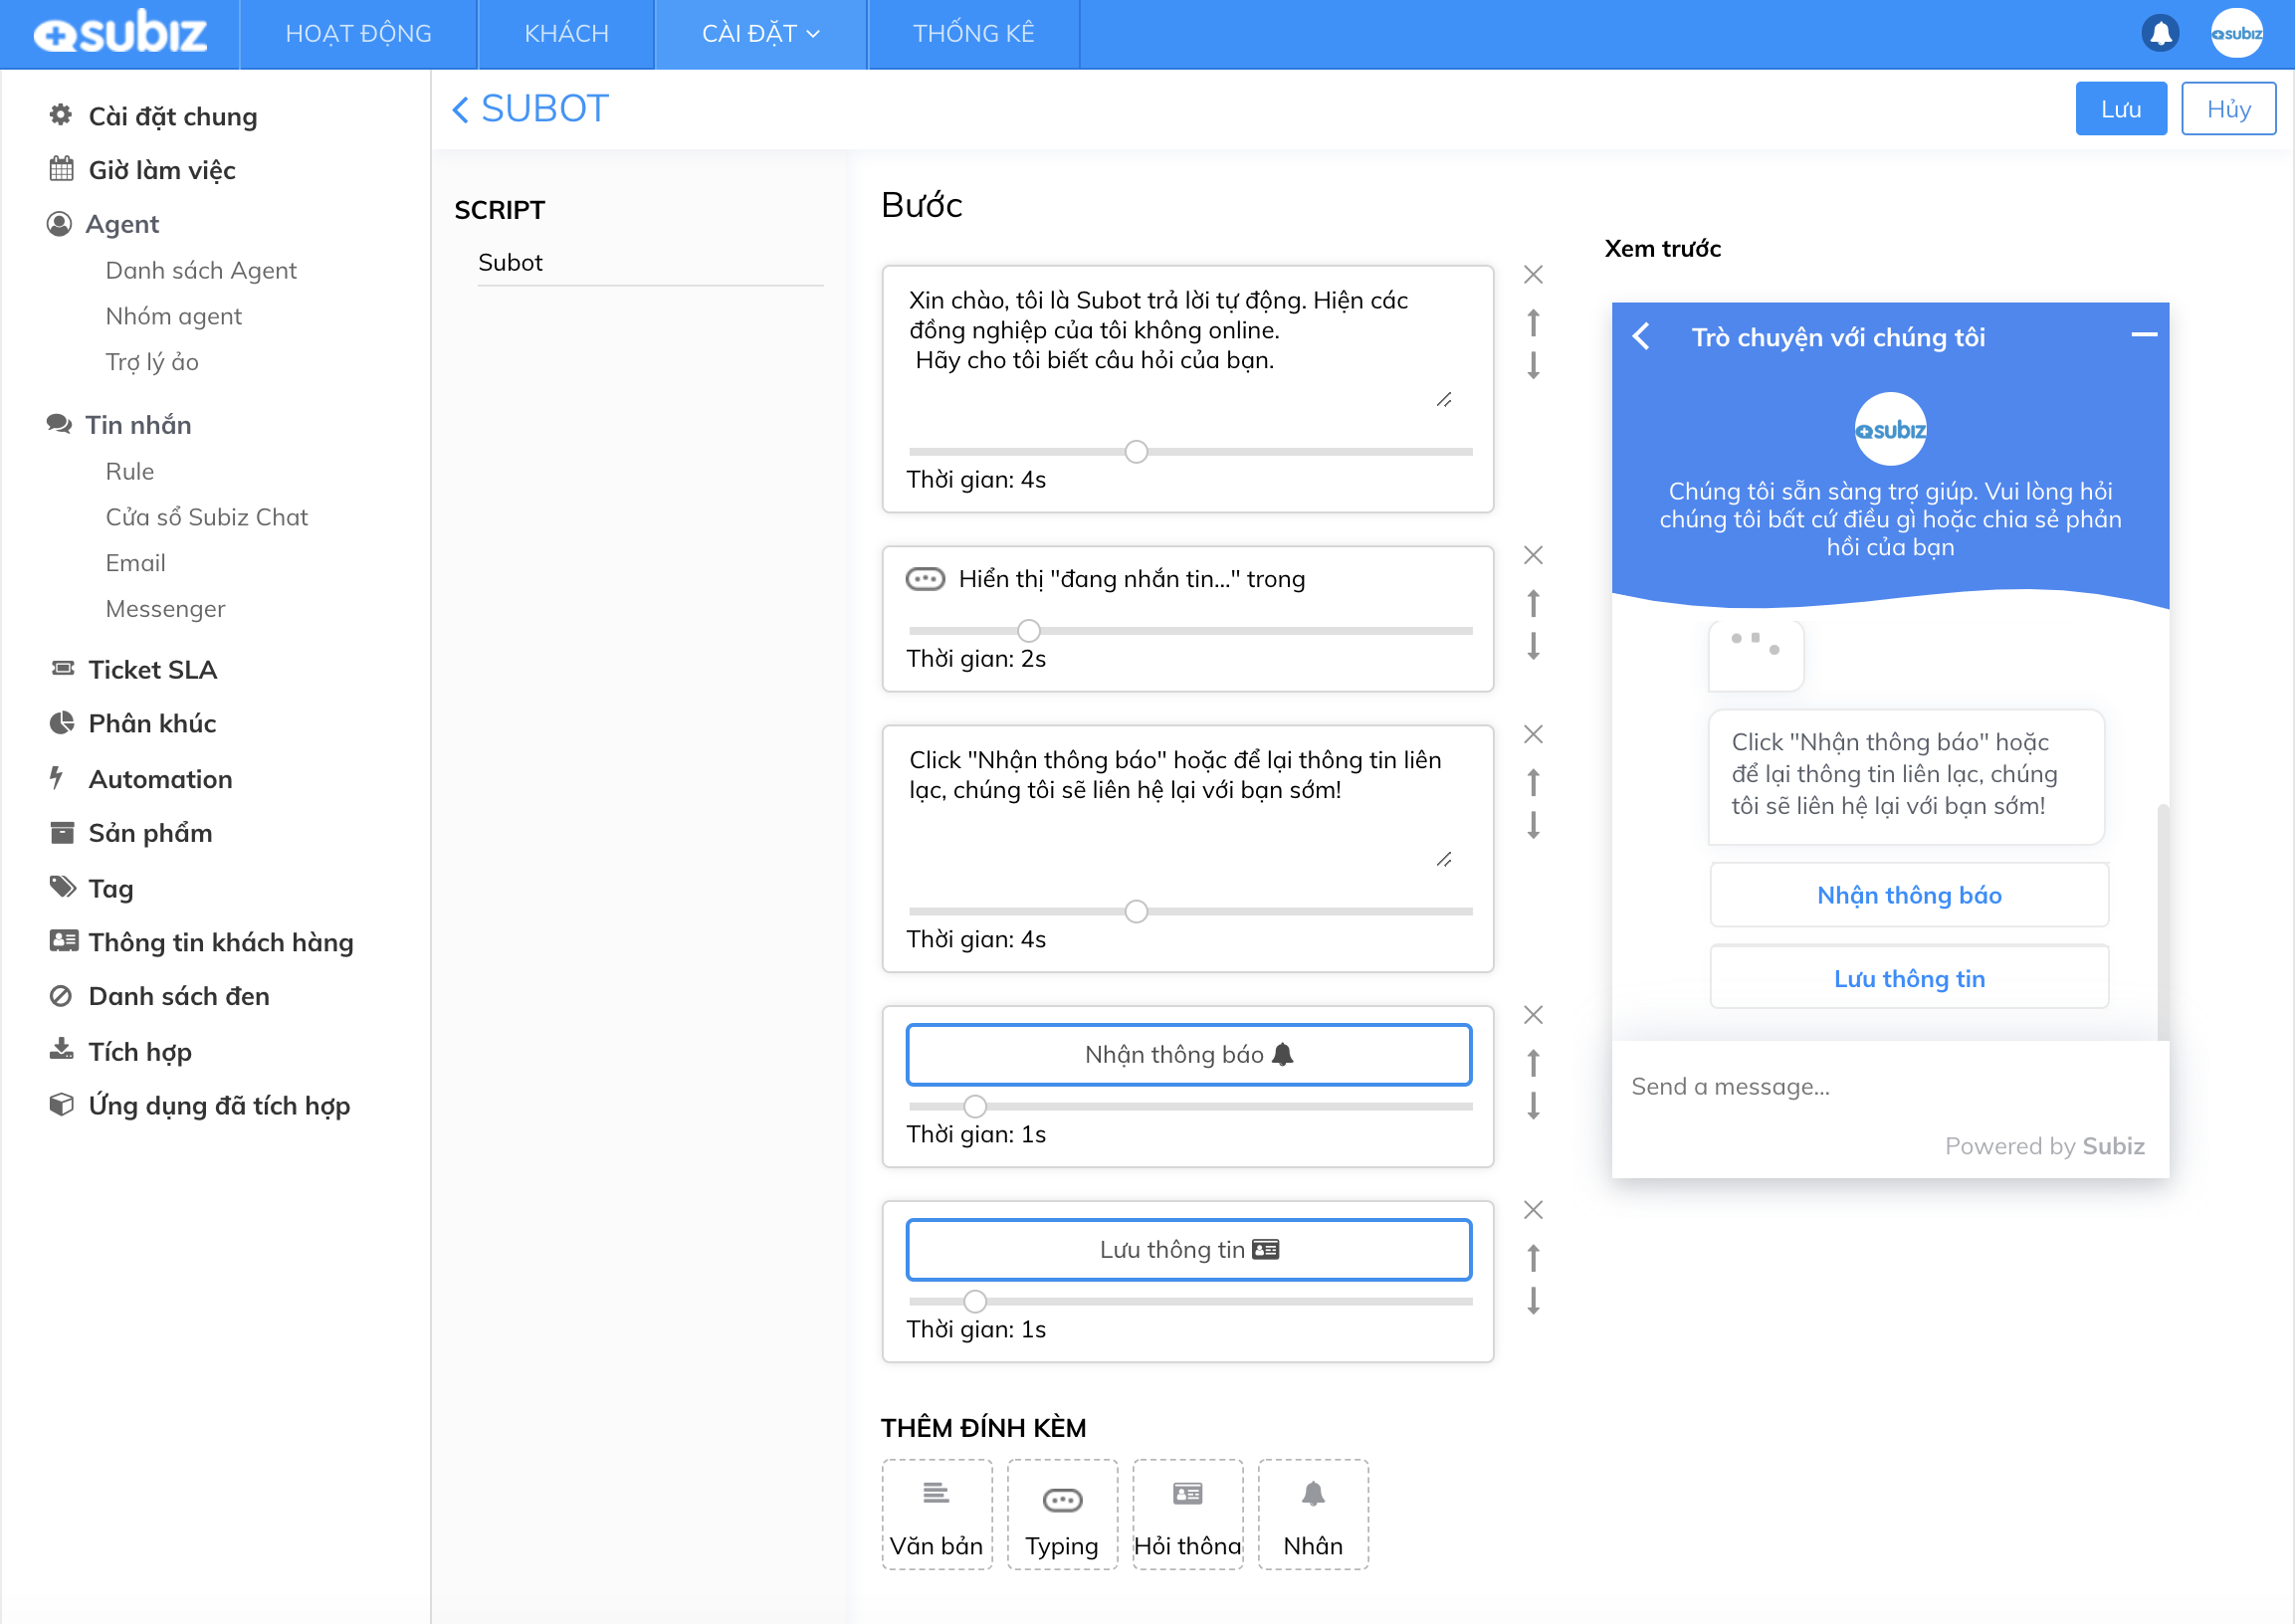 subiz
HOẠT ĐỘNG
KHÁCH
CÀI ĐẶT
THỐNG KÊ
subiz
Cài đặt chung
Giờ làm việc
Agent
Danh sách Agent
Nhóm agent
Trợ lý ảo
Tin nhắn
Rule
Cửa sổ Subiz Chat
Email
Messenger
Ticket SLA
Phân khúc
Automation
Sản phẩm
Tag
Thông tin khách hàng
Danh sách đen
Tích hợp
Ứng dụng đã tích hợp
SUBOT
Lưu
Hủy
SCRIPT
Subot
Bước
Xin chào, tôi là Subot trả lời tự động. Hiện các
đồng nghiệp của tôi không online.
Hãy cho tôi biết câu hỏi của bạn.
Thời gian: 4s
Hiển thị "đang nhắn tin..." trong
Thời gian: 2s
Click "Nhận thông báo" hoặc để lại thông tin liên
lạc, chúng tôi sẽ liên hệ lại với bạn sớm!
Thời gian: 4s
Nhận thông báo
Thời gian: 1s
Lưu thông tin
Thời gian: 1s
THÊM ĐÍNH KÈM
Văn bản
Typing
Hỏi thông
Nhân
Xem trước
Trò chuyện với chúng tôi
subiz
Chúng tôi sẵn sàng trợ giúp. Vui lòng hỏi
chúng tôi bất cứ điều gì hoặc chia sẻ phản
hồi của bạn
Click "Nhận thông báo" hoặc
để lại thông tin liên lạc, chúng
tôi sẽ liên hệ lại với bạn sớm!
Nhận thông báo
Lưu thông tin
Send a message...
Powered by Subiz